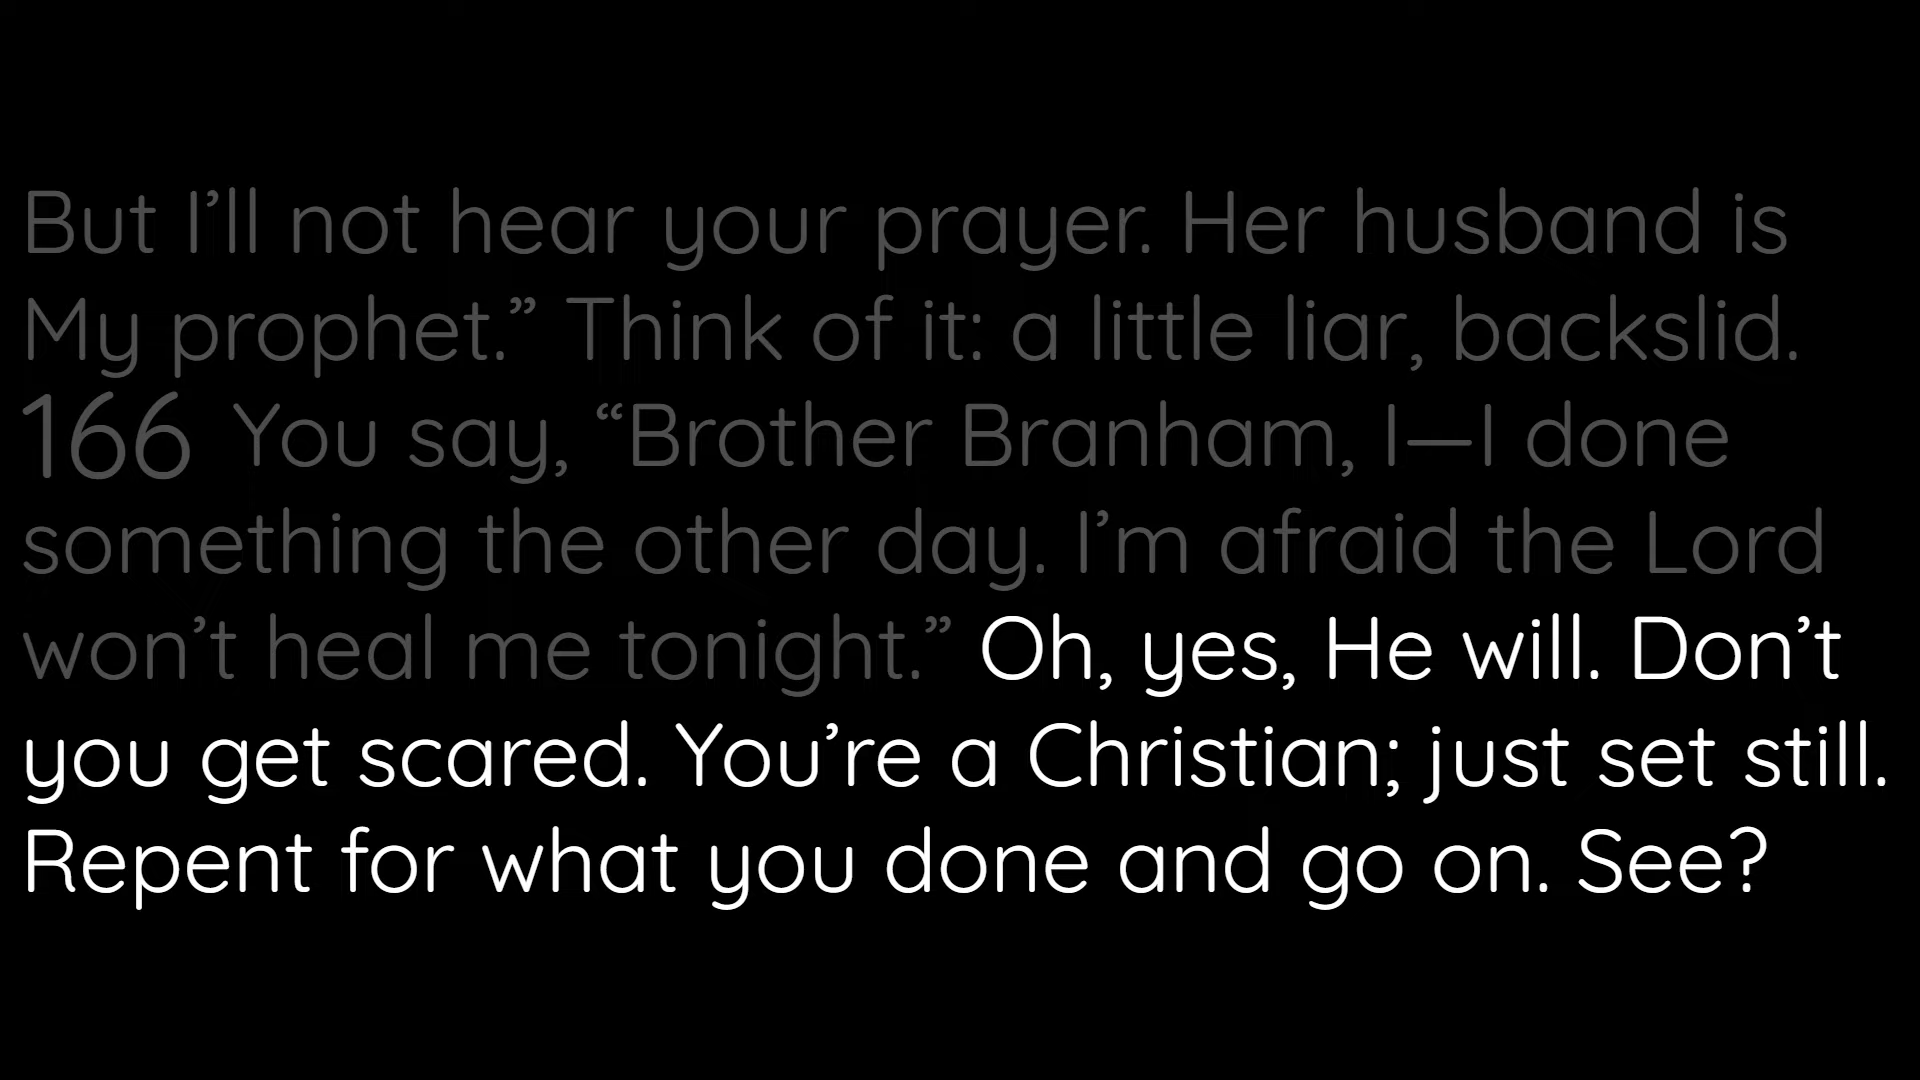 But I’ll not hear your prayer. Her husband is
My prophet.” Think of it: a little liar, backslid.
166 You say, “Brother Branham, I—I done
something the other day. I’m afraid the Lord
won’t heal me tonight.” Oh, yes, He will. Don’t
you get scared. You’re a Christian; just set still.
Repent for what you done and go on. See?